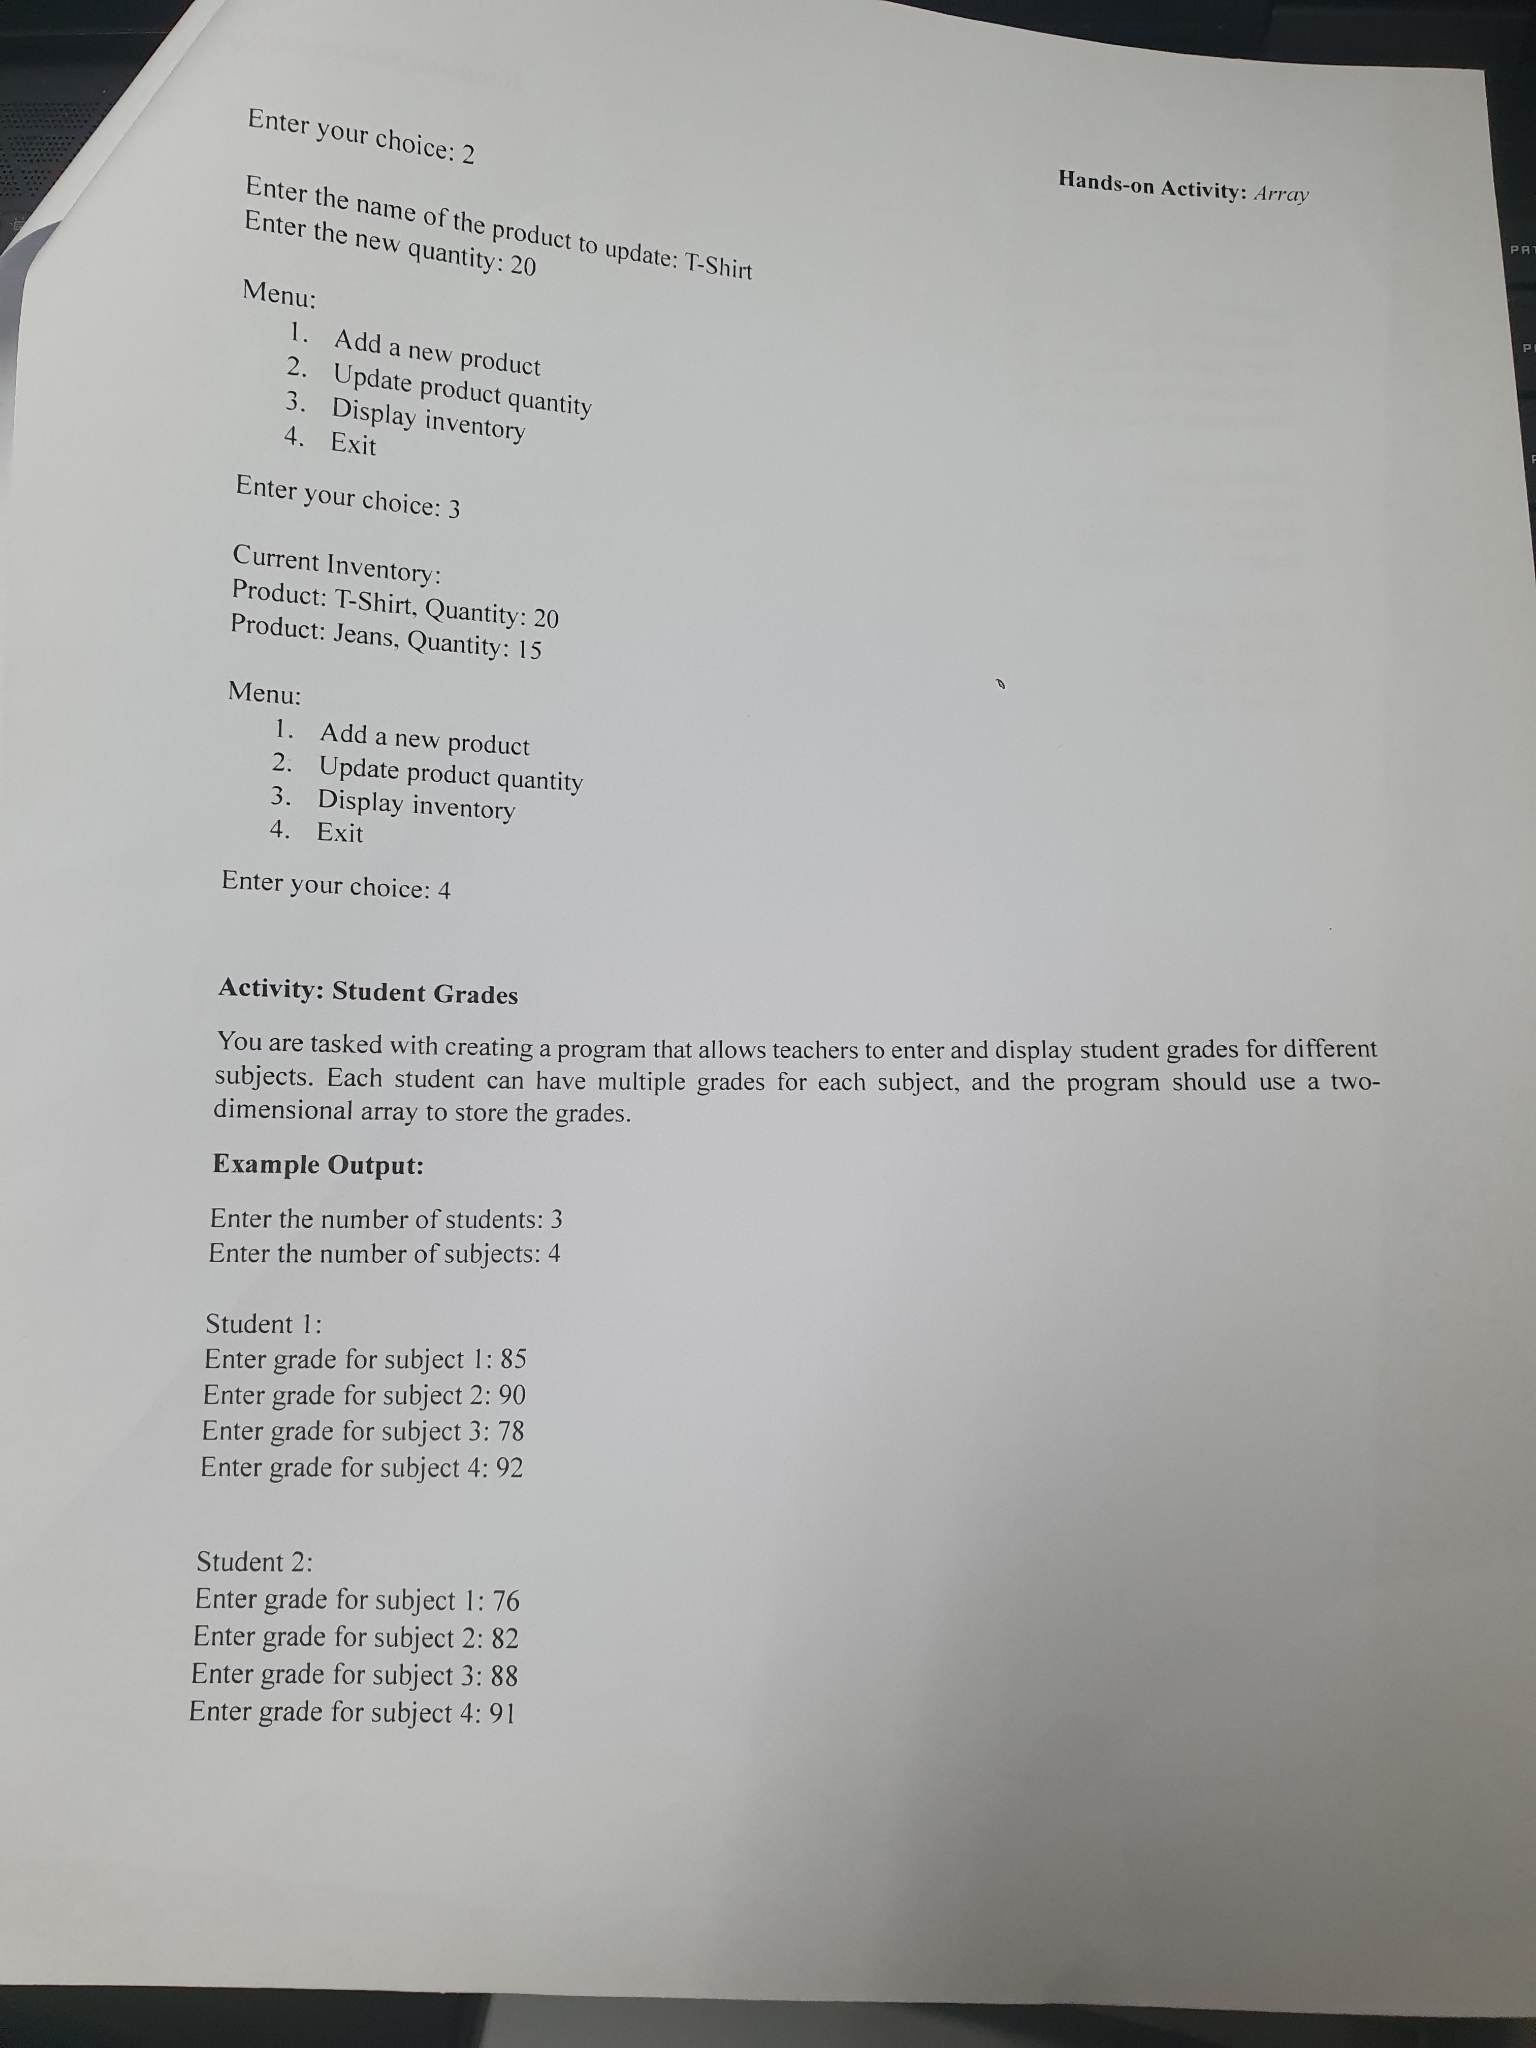 Hands-on Activity: Array
Enter your choice: 2
Enter the name of the product to update: T-Shirt
Enter the new quantity: 20
Menu:
1. Add a new product
2. Update product quantity
3. Display inventory
4. Exit
Enter your choice: 3
Current Inventory:
Product: T-Shirt, Quantity: 20
Product: Jeans, Quantity: 15
Menu:
1. Add a new product
2. Update product quantity
3. Display inventory
4. Exit
Enter your choice: 4
Activity: Student Grades
You are tasked with creating a program that allows teachers to enter and display student grades for different
subjects. Each student can have multiple grades for each subject, and the program should use a two-
dimensional array to store the grades.
Example Output:
Enter the number of students: 3
Enter the number of subjects: 4
Student 1:
Enter grade for subject 1: 85
Enter grade for subject 2: 90
Enter grade for subject 3: 78
Enter grade for subject 4: 92
Student 2:
Enter grade for subject 1: 76
Enter grade for subject 2: 82
Enter grade for subject 3: 88
Enter grade for subject 4: 91